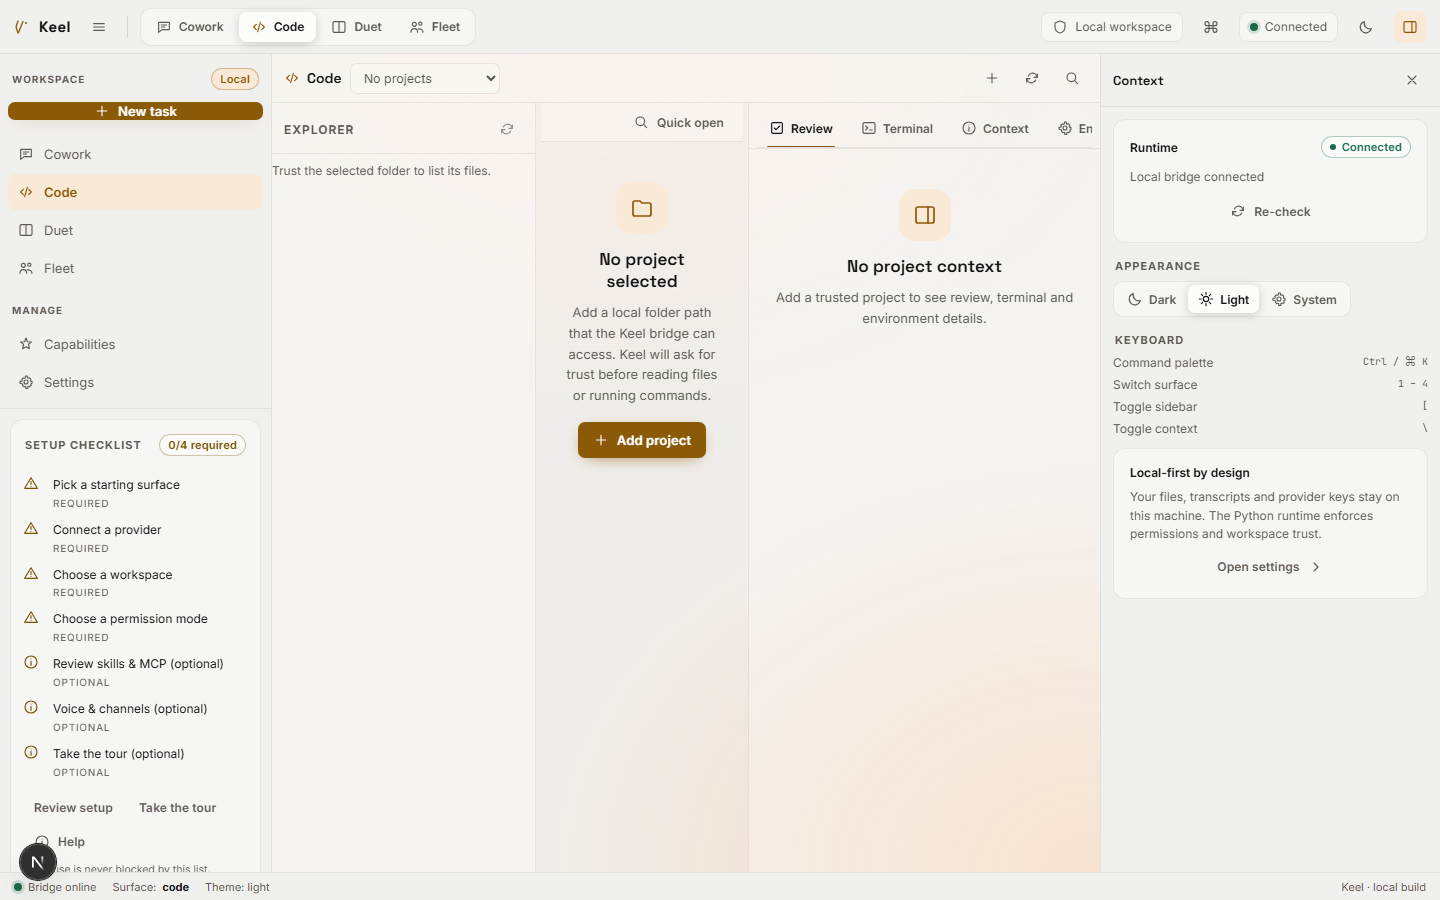 Keel
Cowork
Code
Duet
Fleet
Local workspace
Connected
WORKSPACE
Local
New task
Cowork
Code
Duet
Fleet
MANAGE
Capabilities
Settings
SETUP CHECKLIST
0/4 required
Pick a starting surface
REQUIRED
Connect a provider
REQUIRED
Choose a workspace
REQUIRED
Choose a permission mode
REQUIRED
Review skills & MCP (optional)
OPTIONAL
Voice & channels (optional)
OPTIONAL
Take the tour (optional)
OPTIONAL
Review setup
Take the tour
Help
use is never blocked by this list.
N
Code
No projects
EXPLORER
Trust the selected folder to list its files.
Quick open
No project
selected
Add a local folder path
that the Keel bridge can
access. Keel will ask for
trust before reading files
or running commands.
Add project
Review
Terminal
Context
En
No project context
Add a trusted project to see review, terminal and
environment details.
Context
Runtime
Connected
Local bridge connected
Re-check
APPEARANCE
Dark
Light
System
KEYBOARD
Command palette Ctrl / ⌘ K
Switch surface 1 – 4
Toggle sidebar [
Toggle context \
Local-first by design
Your files, transcripts and provider keys stay on
this machine. The Python runtime enforces
permissions and workspace trust.
Open settings
Bridge online
Surface: code
Theme: light
Keel · local build